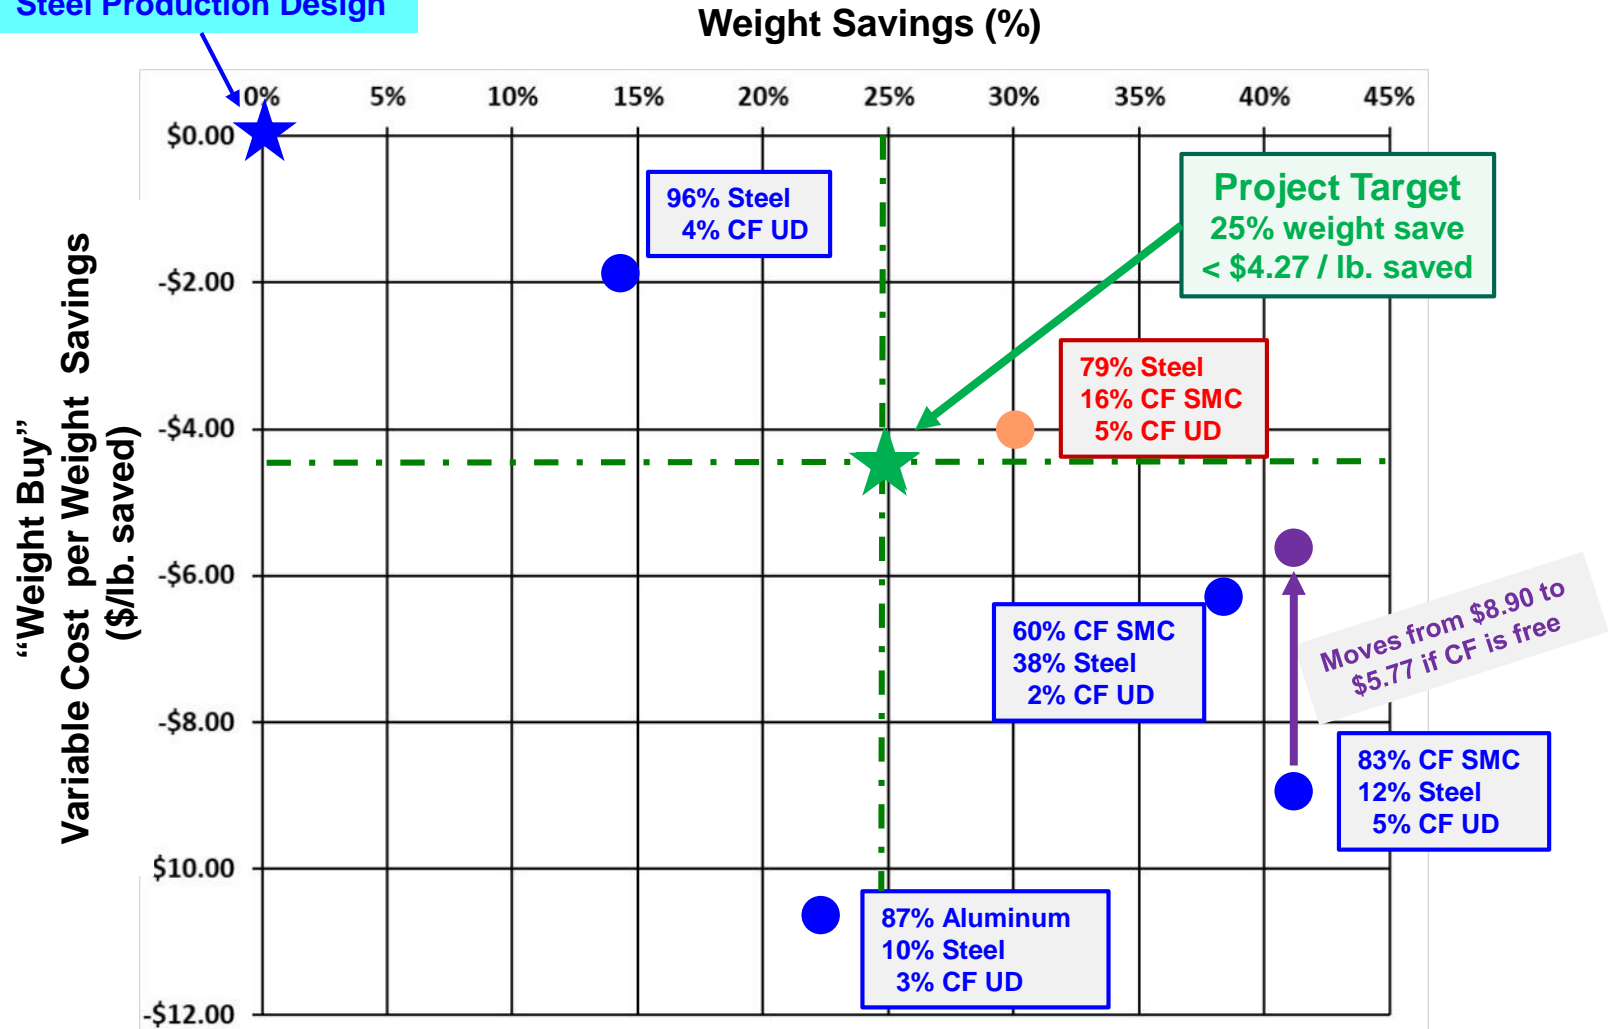 Steel Production Design
Weight Savings (%)
0% 5% 10% 15% 20% 25% 30% 35% 40% 45%
$0.00
-$2.00
-$4.00
-$6.00
-$8.00
$10.00
-$12.00
“Weight Buy”
Variable Cost per Weight Savings
($/lb. saved)
96% Steel
4% CF UD
Project Target
25% weight save
< $4.27 / lb. saved
79% Steel
16% CF SMC
5% CF UD
60% CF SMC
38% Steel
2% CF UD
Moves from $8.90 to
$5.77 if CF is free
83% CF SMC
12% Steel
5% CF UD
87% Aluminum
10% Steel
3% CF UD